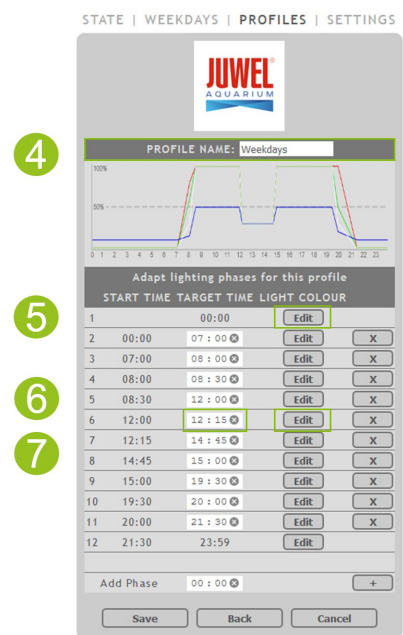 STATE | WEEKDAYS | PROFILES | SETTINGS
JUWEL
AQUARIUM
4
PROFILE NAME: Weekdays
100%
50%
0 1 2 3 4 5 6 7 8 9 10 11 12 13 14 15 16 17 18 19 20 21 22 23
Adapt lighting phases for this profile
START TIME TARGET TIME LIGHT COLOUR
5
1 00:00 Edit
2 00:00 07:00 Edit X
3 07:00 08:00 Edit X
4 08:00 08:30 Edit X
6
5 08:30 12:00 Edit X
6 12:00 12:15 Edit X
7
7 12:15 14:45 Edit X
8 14:45 15:00 Edit X
9 15:00 19:30 Edit X
10 19:30 20:00 Edit X
11 20:00 21:30 Edit X
12 21:30 23:59 Edit
Add Phase 00:00 +
Save Back Cancel